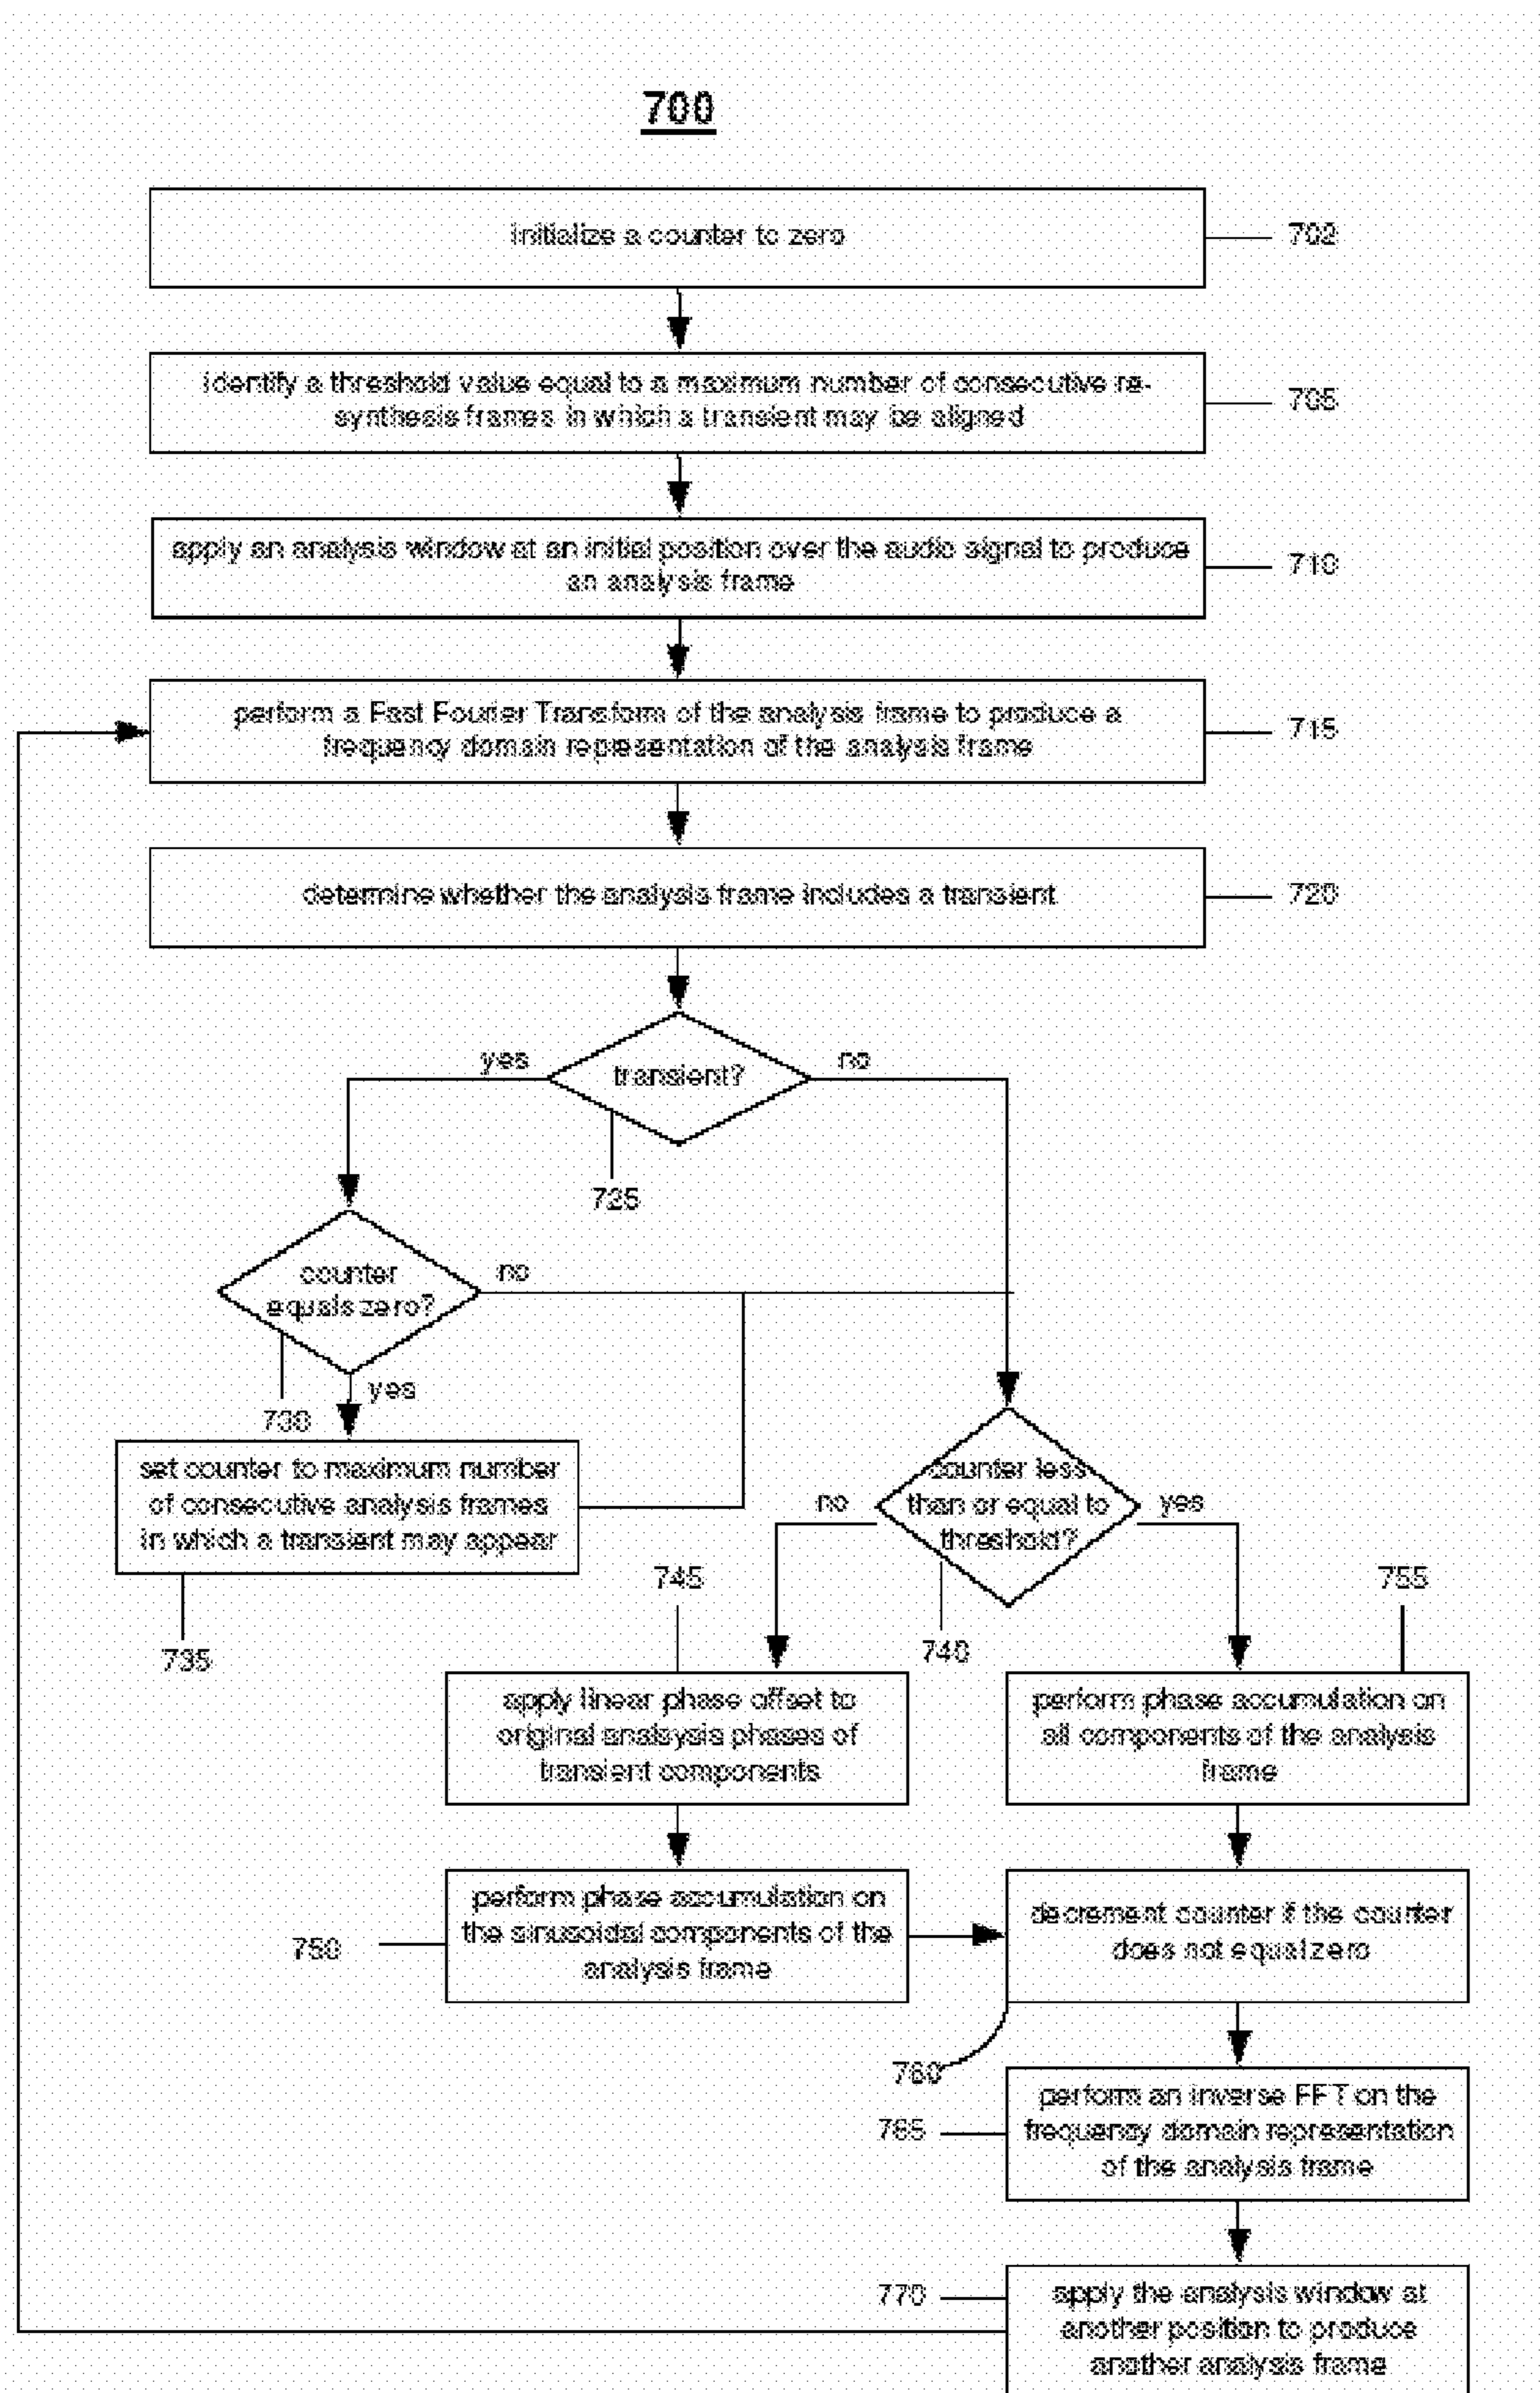 700
initialize a counter to zero
702
identify a threshold value equal to a maximum number of consecutive re-
synthesis frames in which a transient may be aligned
705
apply an analysis window at an initial position over the audio signal to produce
an analysis frame
710
perform a Fast Fourier Transform of the analysis frame to produce a
frequency domain representation of the analysis frame
715
determine whether the analysis frame includes a transient
720
yes
transient?
no
725
counter
equals zero?
no
yes
730
set counter to maximum number
of consecutive analysis frames
in which a transient may appear
735
counter less
than or equal to
threshold?
no
yes
740
745
755
apply linear phase offset to
original analsysis phases of
transient components
perform phase accumulation on
all components of the analysis
frame
750
perform phase accumulation on
the sinusoidal components of the
analysis frame
decrement counter if the counter
does not equal zero
760
perform an inverse FFT on the
frequency domain representation
of the analysis frame
765
770
apply the analysis window at
another position to produce
another analysis frame